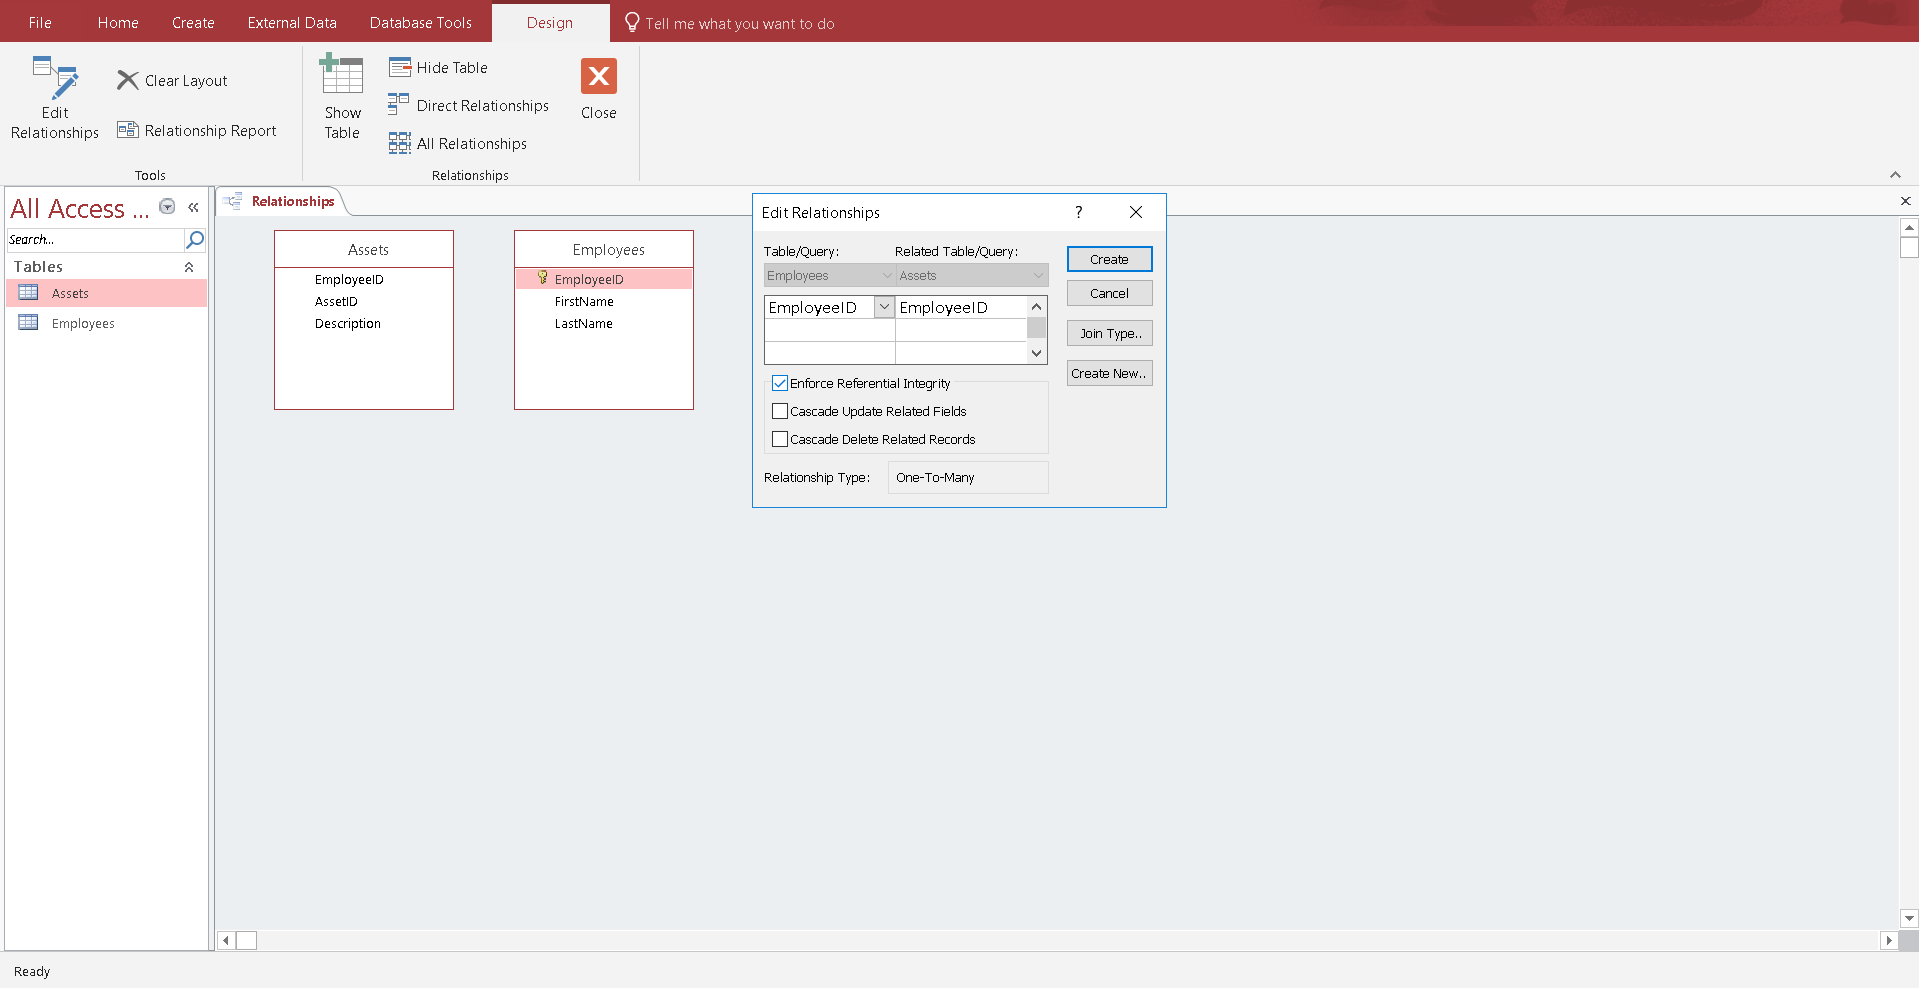 File Home Create External Data Database Tools Design Tell me what you want to do
Edit Relationships
Clear Layout
Relationship Report
Tools
Show Table
Hide Table
Direct Relationships
All Relationships
Close
Relationships
All Access ...
Search...
Tables
Assets
Employees
Relationships
Assets
EmployeeID
AssetID
Description
Employees
EmployeeID
FirstName
LastName
Edit Relationships ?
Table/Query: Related Table/Query:
Employees Assets
EmployeeID EmployeeID
Enforce Referential Integrity
Cascade Update Related Fields
Cascade Delete Related Records
Relationship Type: One-To-Many
Create
Cancel
Join Type..
Create New..
Ready